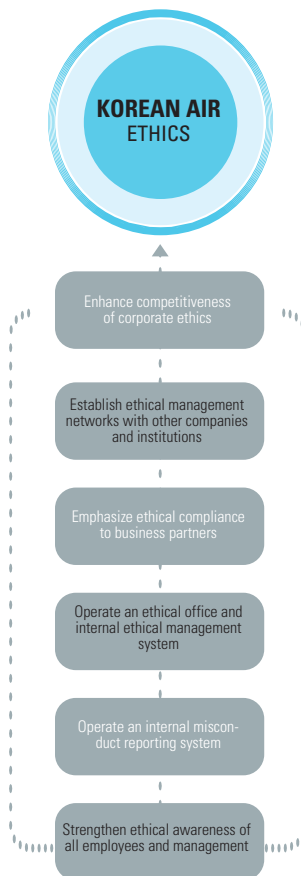 KOREAN AIR
ETHICS
Enhance competitiveness
of corporate ethics
Establish ethical management
networks with other companies
and institutions
Emphasize ethical compliance
to business partners
Operate an ethical office and
internal ethical management
system
Operate an internal miscon-
duct reporting system
Strengthen ethical awareness of
all employees and management